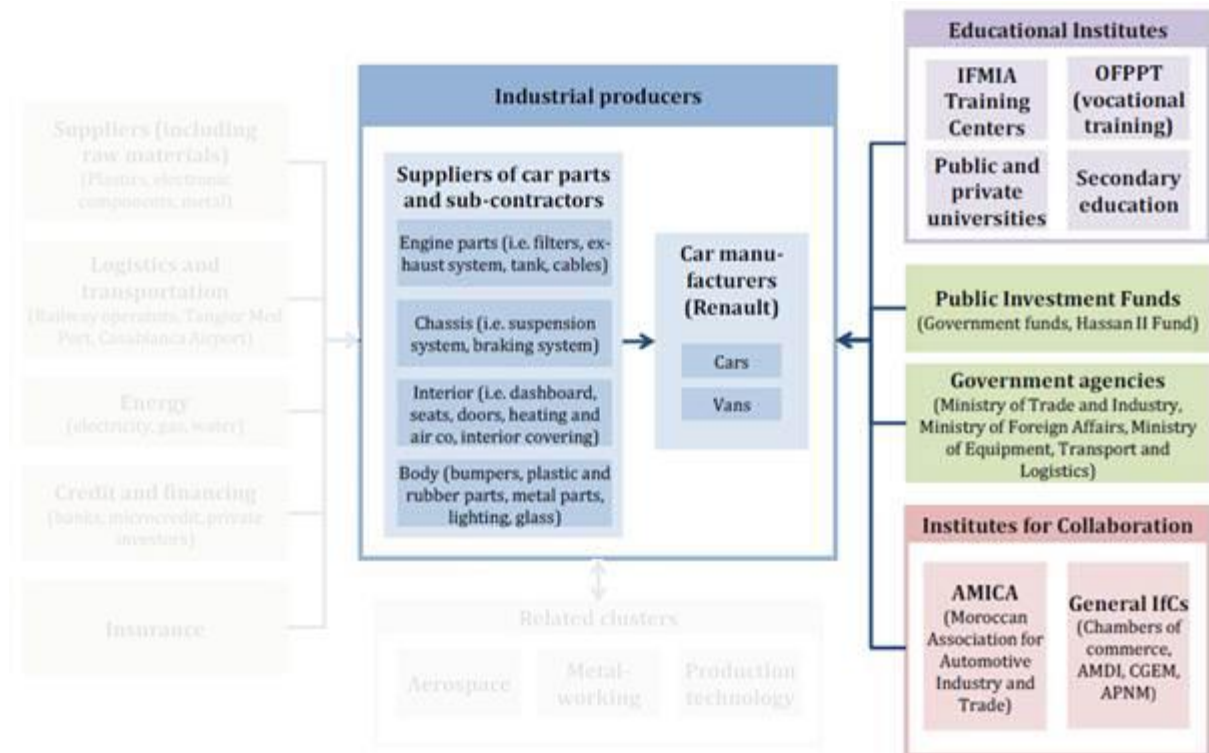 Suppliers (including
raw materials)
(Plastics, electronic
components, metal)
Logistics and
transportation
(Railway operators, Tangier Med
Port, Casablanca Airport)
Energy
(electricity, gas, water)
Credit and financing
(banks, microcredit, private
investors)
Insurance
Industrial producers
Suppliers of car parts
and sub-contractors
Engine parts (i.e. filters, ex-
haust system, tank, cables)
Chassis (i.e. suspension
system, braking system)
Interior (i.e. dashboard,
seats, doors, heating and
air co, interior covering)
Body (bumpers, plastic and
rubber parts, metal parts,
lighting, glass)
Car manu-
facturers
(Renault)
Cars
Vans
Related clusters
Aerospace
Metal-
working
Production
technology
Educational Institutes
IFMIA
Training
Centers
OFPPT
(vocational
training)
Public and
private
universities
Secondary
education
Public Investment Funds
(Government funds, Hassan II Fund)
Government agencies
(Ministry of Trade and Industry,
Ministry of Foreign Affairs, Ministry
of Equipment, Transport and
Logistics)
Institutes for Collaboration
AMICA
(Moroccan
Association for
Automotive
Industry and
Trade)
General IfCs
(Chambers of
commerce,
AMDI, CGEM,
APNM)